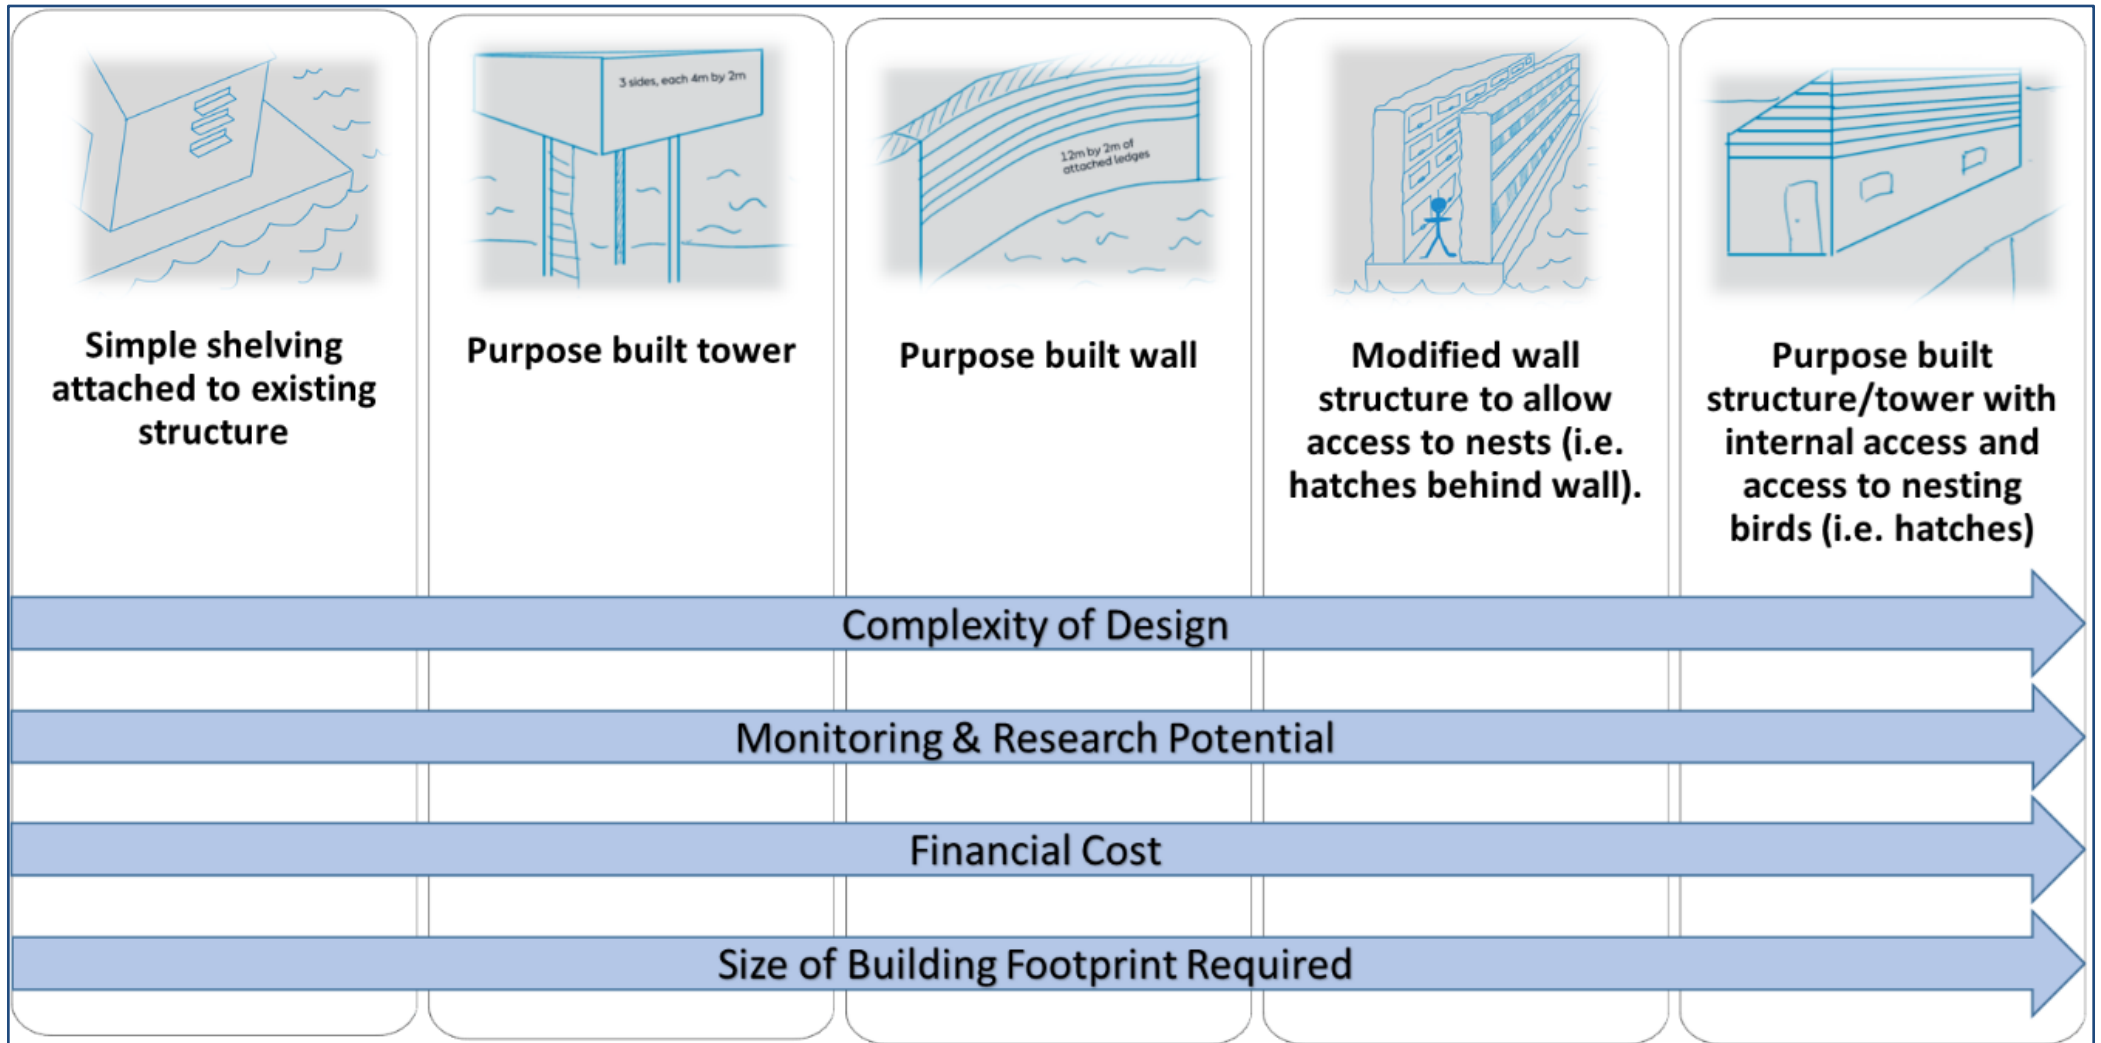 3 sides, each 4m by 2m
12m by 2m of
attached ledges
Simple shelving
attached to existing
structure
Purpose built tower
Purpose built wall
Modified wall
structure to allow
access to nests (i.e.
hatches behind wall).
Purpose built
structure/tower with
internal access and
access to nesting
birds (i.e. hatches)
Complexity of Design
Monitoring & Research Potential
Financial Cost
Size of Building Footprint Required